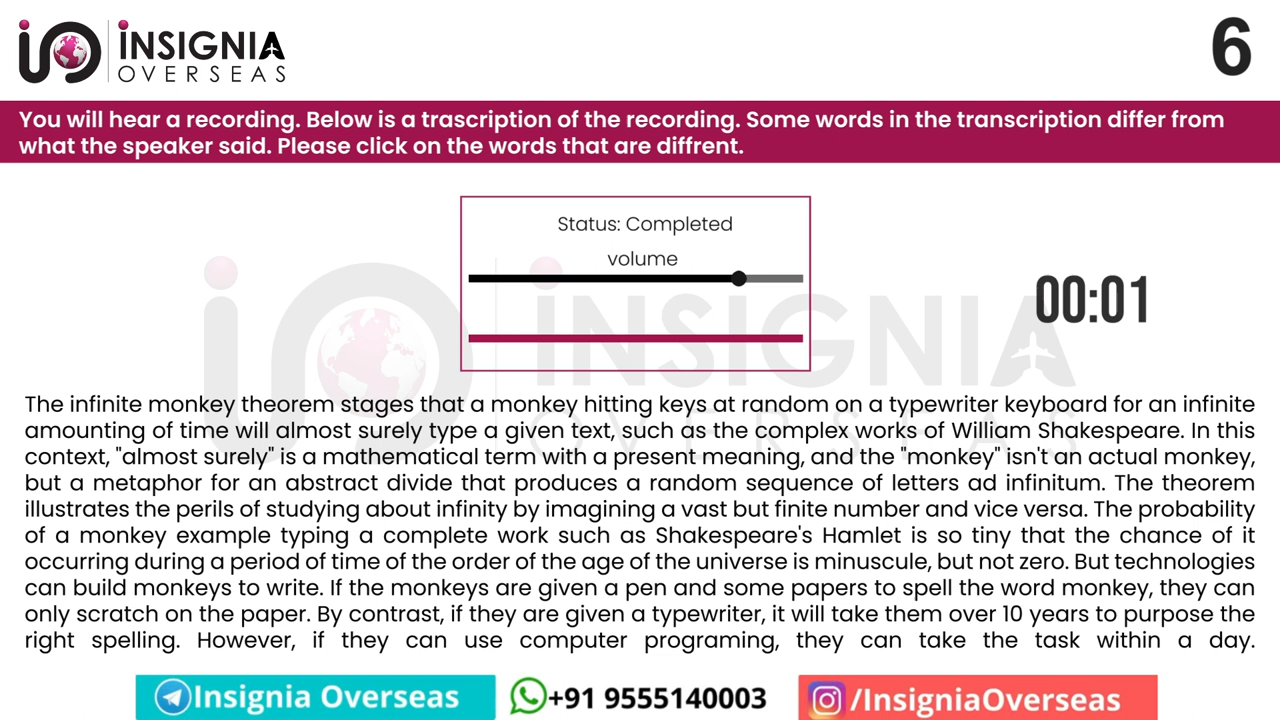 iNSIGNIA
OVERSEAS
6
You will hear a recording. Below is a trascription of the recording. Some words in the transcription differ from
what the speaker said. Please click on the words that are diffrent.
Status: Completed
volume
00:01
iNSIGNIA
OVERSEAS
The infinite monkey theorem stages that a monkey hitting keys at random on a typewriter keyboard for an infinite
amounting of time will almost surely type a given text, such as the complex works of William Shakespeare. In this
context, "almost surely" is a mathematical term with a present meaning, and the "monkey" isn't an actual monkey,
but a metaphor for an abstract divide that produces a random sequence of letters ad infinitum. The theorem
illustrates the perils of studying about infinity by imagining a vast but finite number and vice versa. The probability
of a monkey example typing a complete work such as Shakespeare's Hamlet is so tiny that the chance of it
occurring during a period of time of the order of the age of the universe is minuscule, but not zero. But technologies
can build monkeys to write. If the monkeys are given a pen and some papers to spell the word monkey, they can
only scratch on the paper. By contrast, if they are given a typewriter, it will take them over 10 years to purpose the
right spelling. However, if they can use computer programing, they can take the task within a day.
Insignia Overseas
+91 9555140003
/InsigniaOverseas